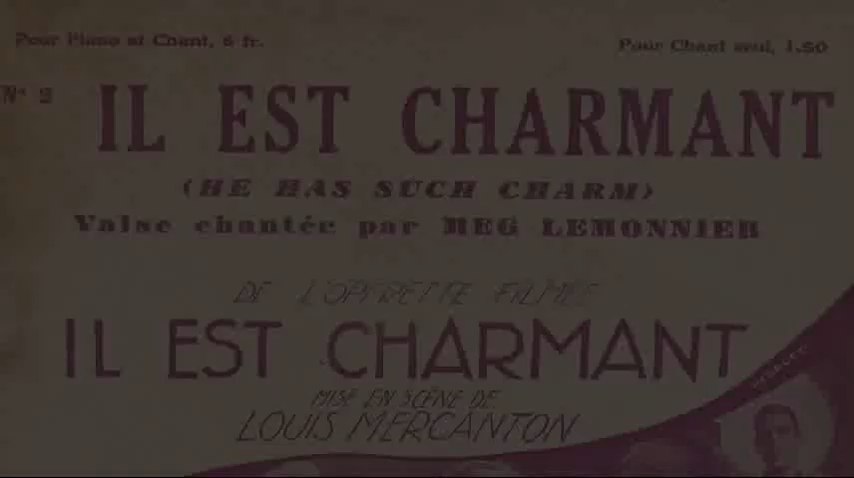 Pour Piano et Chant, 6 fr.
Pour Chant seul, 1.50
N° 2
IL EST CHARMANT
(HE HAS SUCH CHARM)
Valse chantée par MEG LEMONNIER
DE L'OPÉRETTE FILMÉE
IL EST CHARMANT
MISE EN SCÈNE DE
LOUIS MERCANTON